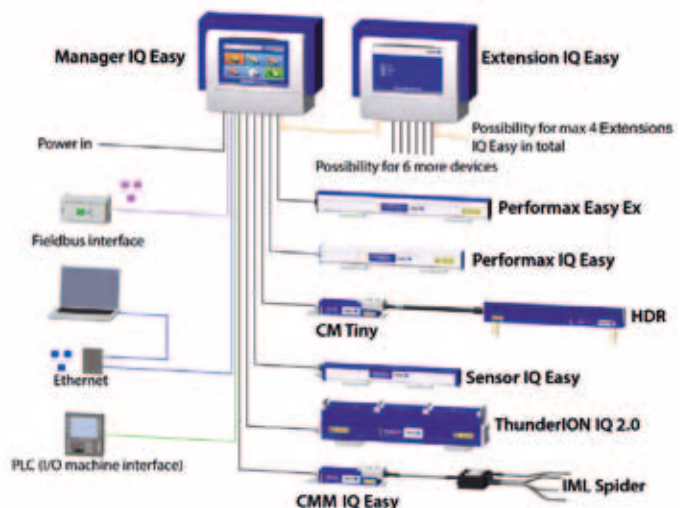 Manager IQ Easy
Extension IQ Easy
Power in
Possibility for max 4 Extensions
IQ Easy in total
Possibility for 6 more devices
Performax Easy Ex
Fieldbus interface
Performax IQ Easy
CM Tiny
HDR
Ethernet
Sensor IQ Easy
ThunderION IQ 2.0
PLC (I/O machine interface)
CMM IQ Easy
IML Spider